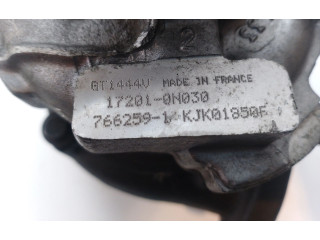 GT1444V MADE IN FRANCE
17201-0N030
766259-1 KJK01850F